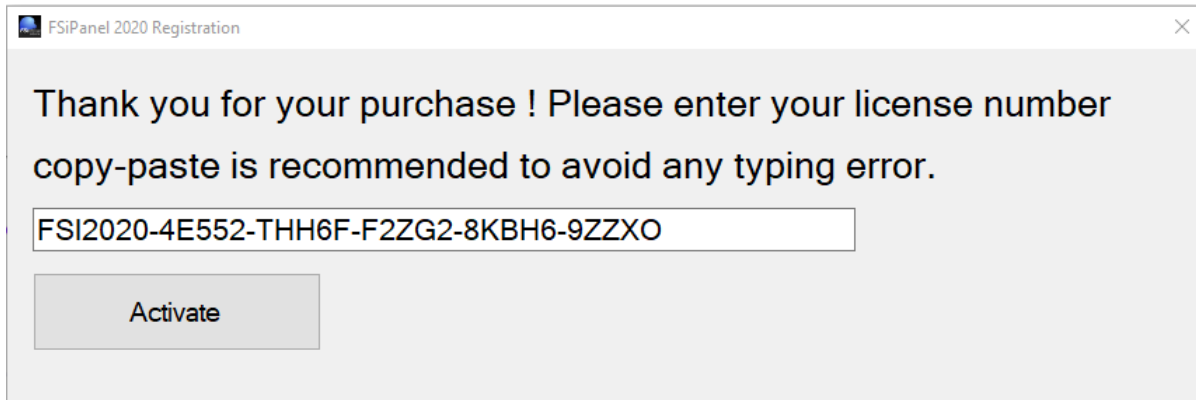 FSiPanel 2020 Registration
Thank you for your purchase ! Please enter your license number
copy-paste is recommended to avoid any typing error.
FSI2020-4E552-THH6F-F2ZG2-8KBH6-9ZZXO
Activate